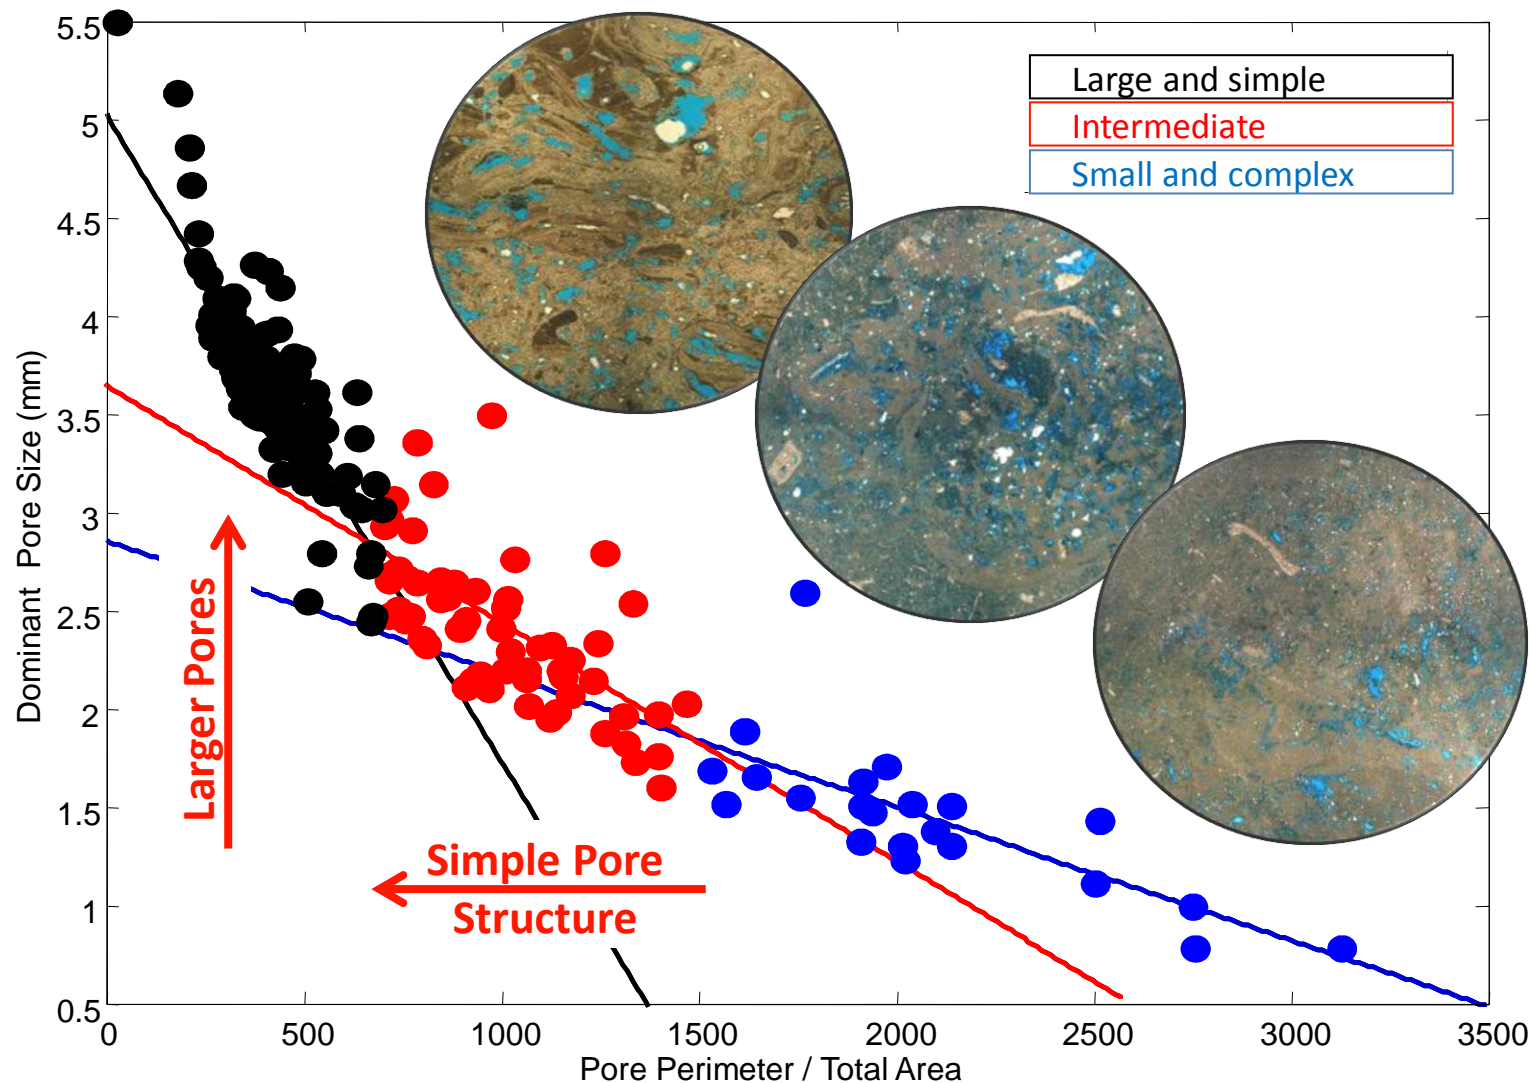 5.5
5
4.5
4
3.5
3
2.5
2
1.5
1
0.5
0
500
1000
1500
2000
2500
3000
3500
Dominant Pore Size (mm)
Pore Perimeter / Total Area
Large and simple
Intermediate
Small and complex
Larger Pores
Simple Pore
Structure